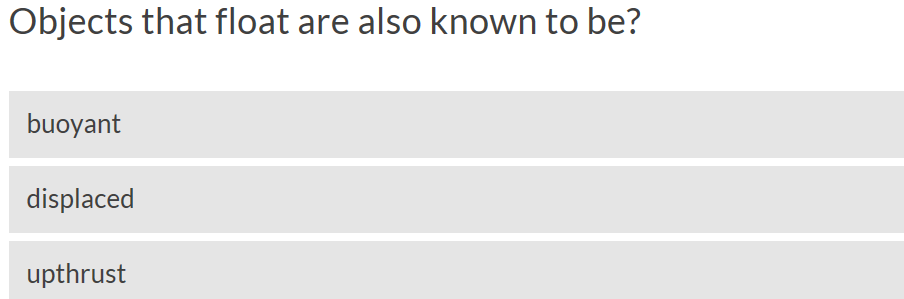 Objects that float are also known to be?
buoyant
displaced
upthrust